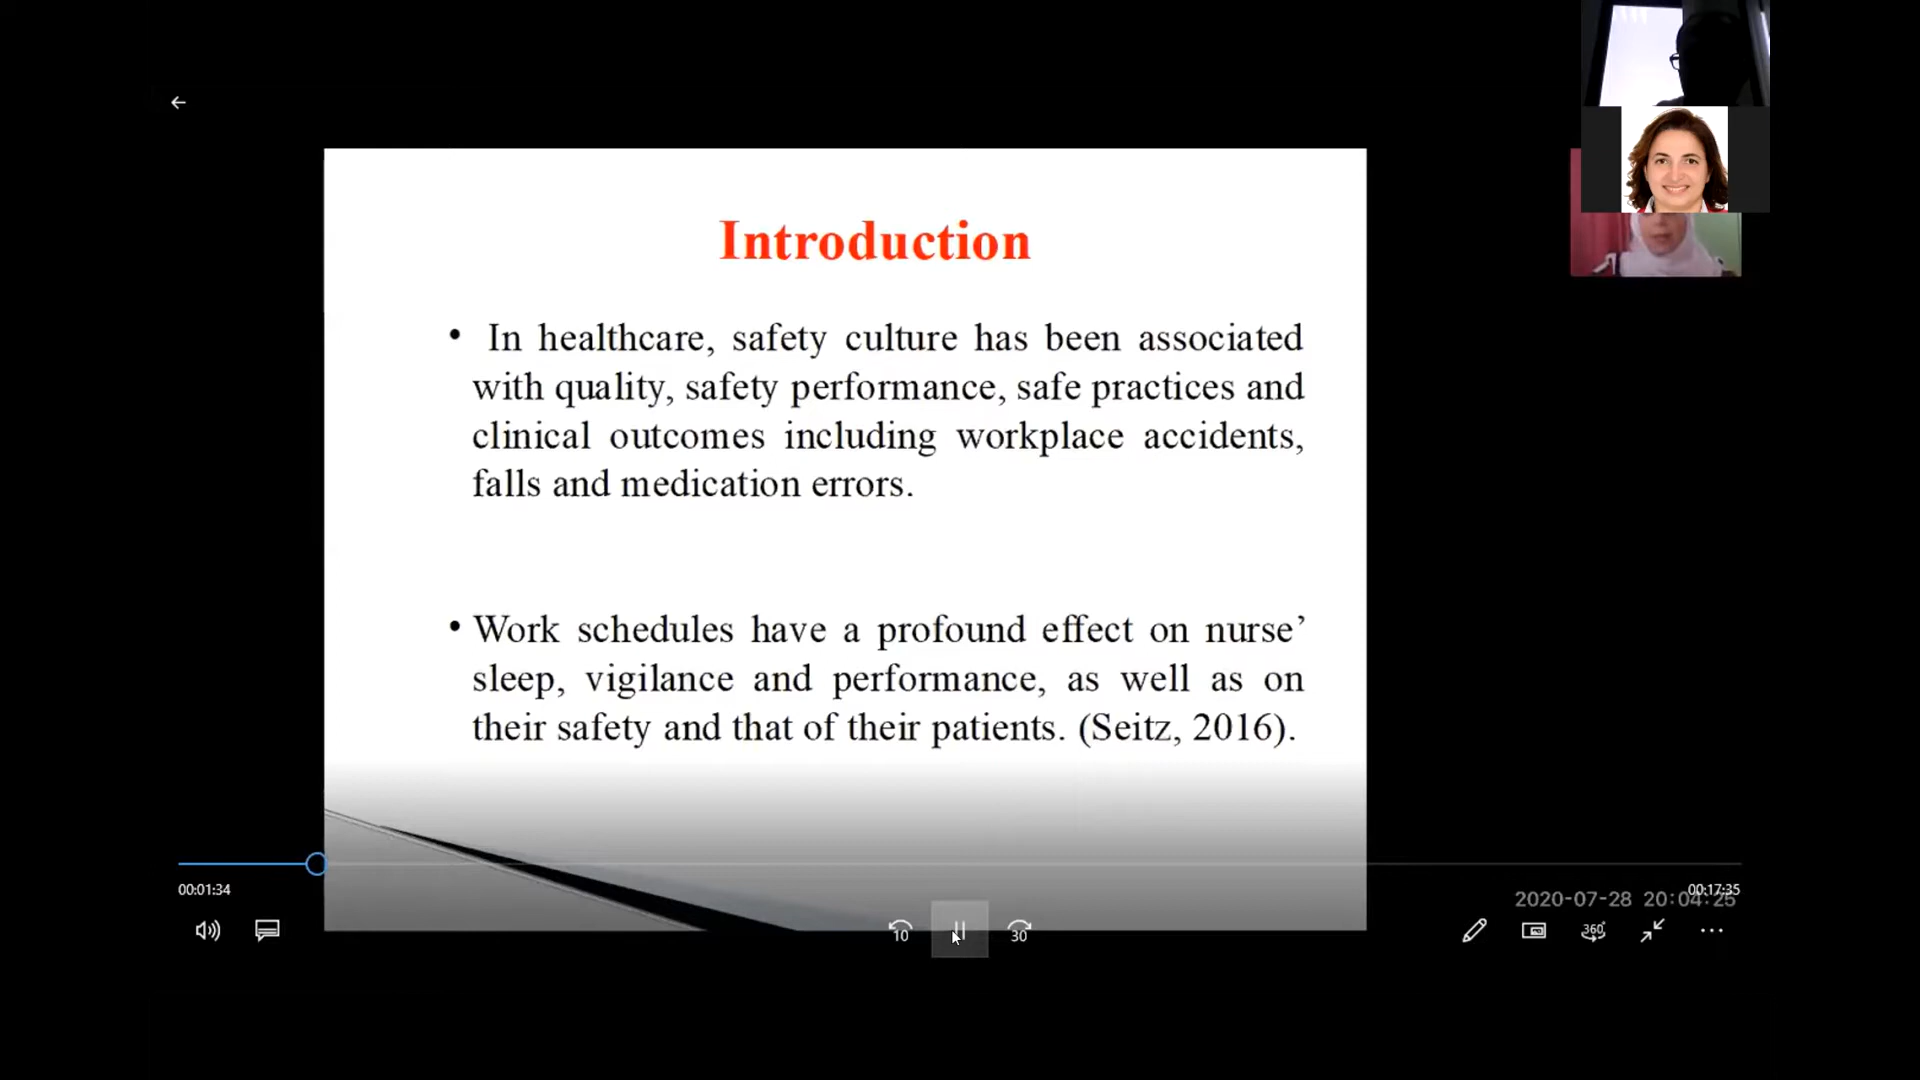 Introduction
• In healthcare, safety culture has been associated
with quality, safety performance, safe practices and
clinical outcomes including workplace accidents,
falls and medication errors.
• Work schedules have a profound effect on nurse’
sleep, vigilance and performance, as well as on
their safety and that of their patients. (Seitz, 2016).
00:01:34
00:17:35
2020-07-28 20:04:25
10
30
360°